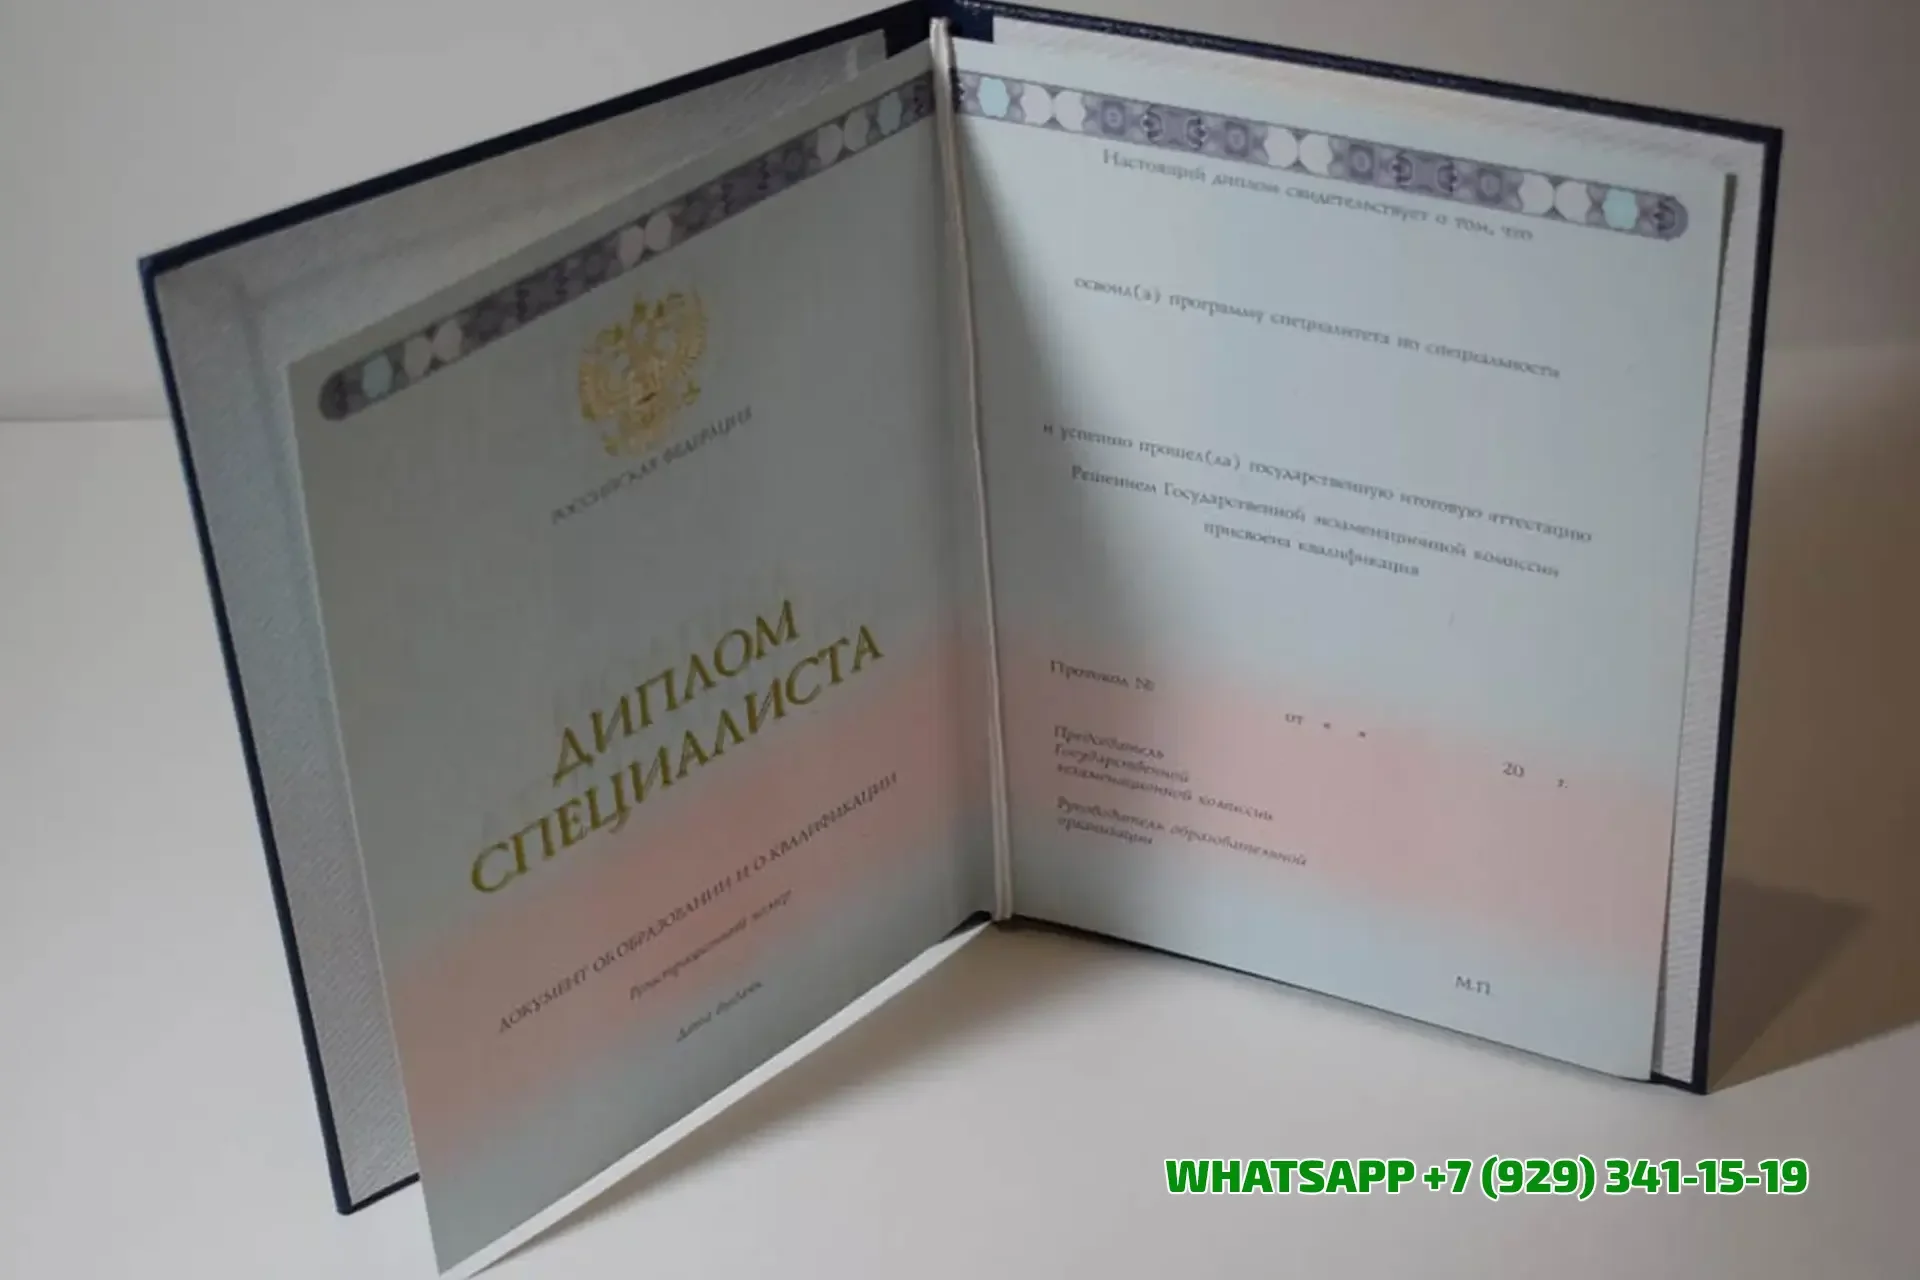 РОССИЙСКАЯ ФЕДЕРАЦИЯ
ДИПЛОМ
СПЕЦИАЛИСТА
ДОКУМЕНТ ОБ ОБРАЗОВАНИИ И О КВАЛИФИКАЦИИ
Регистрационный номер
Дата выдачи
Настоящий диплом свидетельствует о том, что
освоил(а) программу специалитета по специальности
и успешно прошел(ла) государственную итоговую аттестацию
Решением Государственной экзаменационной комиссии
присвоена квалификация
Протокол №
от « »
20 г.
Председатель
Государственной
экзаменационной комиссии
Руководитель образовательной
организации
М.П.
WHATSAPP +7 (929) 341-15-19